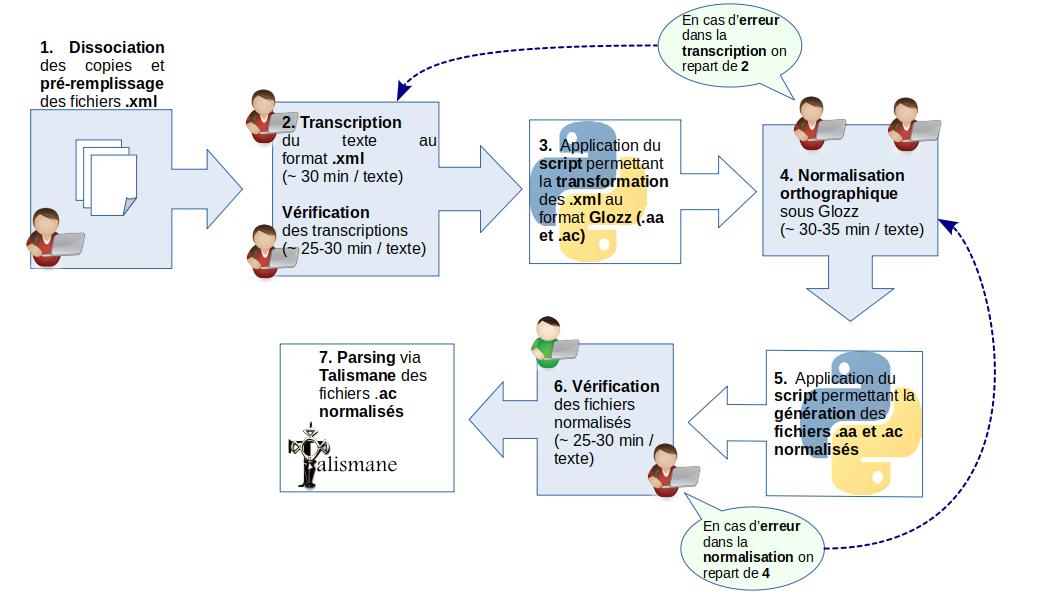 1. Dissociation
des copies et
pré-remplissage
des fichiers .xml
2. Transcription
du texte au
format .xml
(~ 30 min / texte)
Vérification
des transcriptions
(~ 25-30 min / texte)
3. Application du
script permettant
la transformation
des .xml au
format Glozz (.aa
et .ac)
En cas d'erreur
dans la
transcription on
repart de 2
4. Normalisation
orthographique
sous Glozz
(~ 30-35 min / texte)
5. Application du
script permettant la
génération des
fichiers .aa et .ac
normalisés
6. Vérification
des fichiers
normalisés
(~ 25-30 min /
texte)
En cas d'erreur
dans la
normalisation on
repart de 4
7. Parsing via
Talismane des
fichiers .ac
normalisés
Talismane